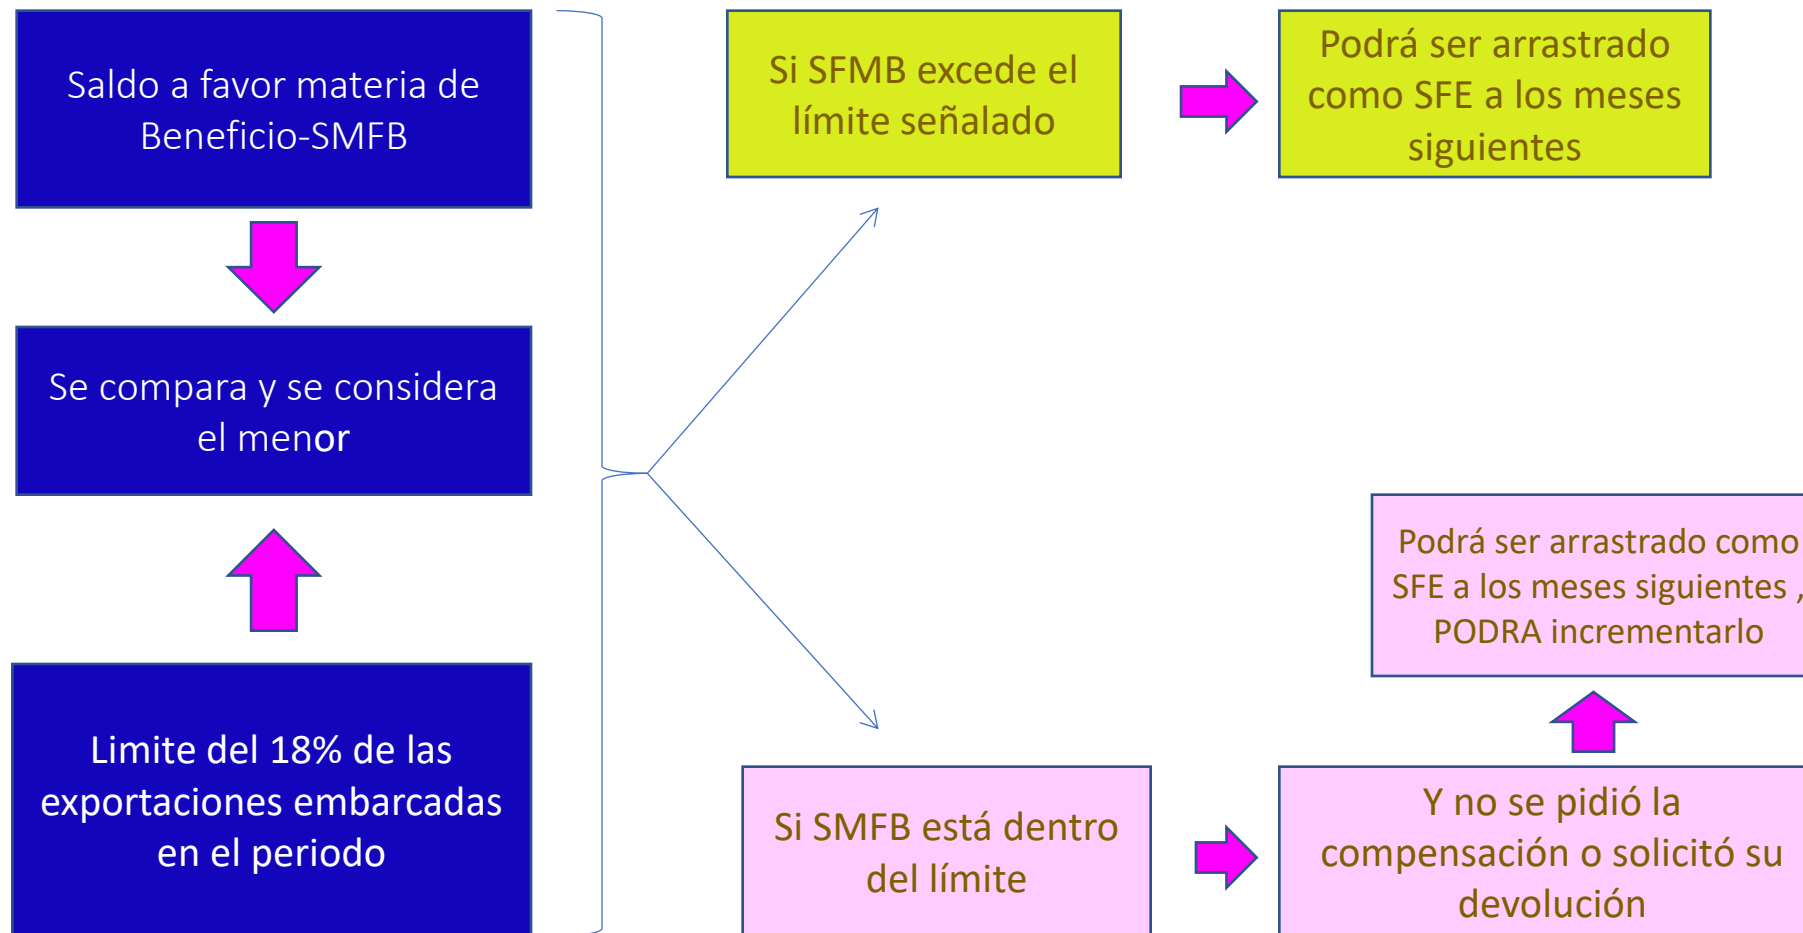 Saldo a favor materia de
Beneficio-SMFB
Se compara y se considera
el menor
Limite del 18% de las
exportaciones embarcadas
en el periodo
Si SFMB excede el
límite señalado
Podrá ser arrastrado
como SFE a los meses
siguientes
Si SMFB está dentro
del límite
Y no se pidió la
compensación o solicitó su
devolución
Podrá ser arrastrado como
SFE a los meses siguientes ,
PODRA incrementarlo